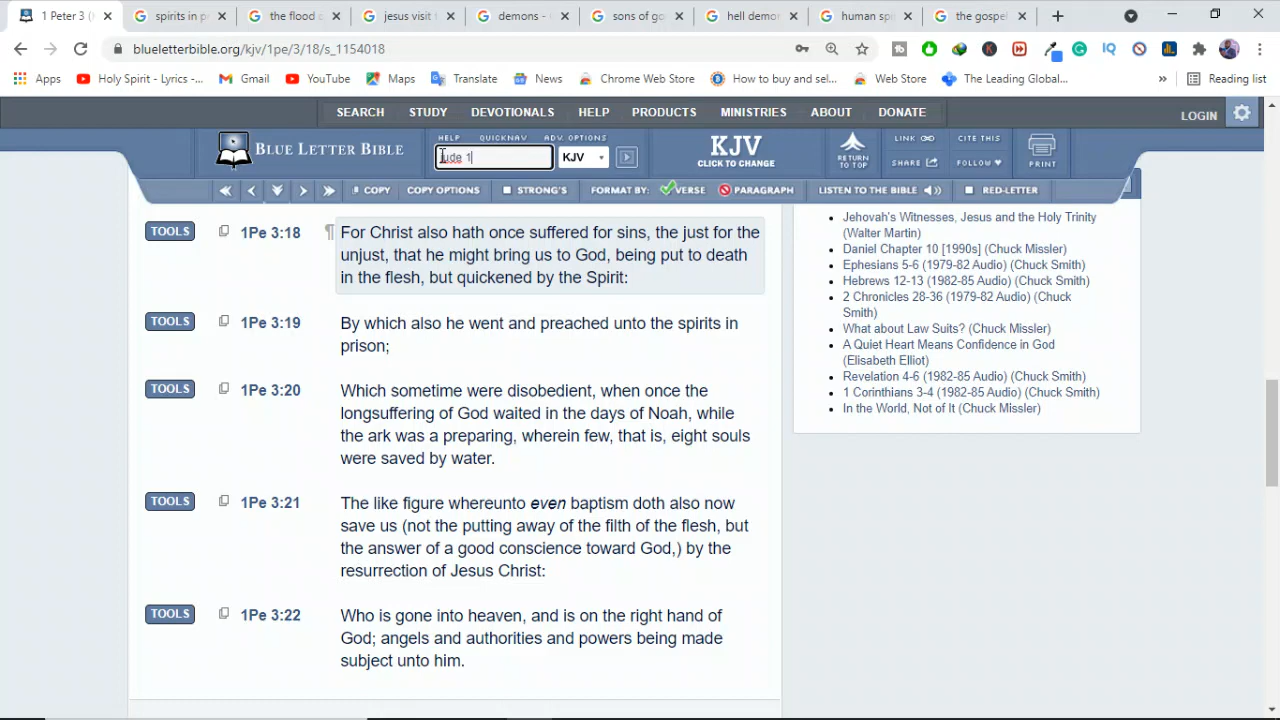 1 Peter 3 (
spirits in p
the flood c
jesus visit t
demons -
sons of go
hell demo
human spi
the gospel
blueletterbible.org/kjv/1pe/3/18/s_1154018
Apps
Holy Spirit - Lyrics -...
Gmail
YouTube
Maps
Translate
News
Chrome Web Store
How to buy and sel...
Web Store
The Leading Global...
»
Reading list
SEARCH STUDY DEVOTIONALS HELP PRODUCTS MINISTRIES ABOUT DONATE
LOGIN
BLUE LETTER BIBLE
HELP QUICKNAV ADV. OPTIONS
ude 1
KJV
KJV
CLICK TO CHANGE
RETURN
TO TOP
LINK
CITE THIS
SHARE
FOLLOW
PRINT
COPY COPY OPTIONS STRONG'S FORMAT BY: VERSE PARAGRAPH LISTEN TO THE BIBLE RED-LETTER
TOOLS 1Pe 3:18 ¶ For Christ also hath once suffered for sins, the just for the
unjust, that he might bring us to God, being put to death
in the flesh, but quickened by the Spirit:
TOOLS 1Pe 3:19 By which also he went and preached unto the spirits in
prison;
TOOLS 1Pe 3:20 Which sometime were disobedient, when once the
longsuffering of God waited in the days of Noah, while
the ark was a preparing, wherein few, that is, eight souls
were saved by water.
TOOLS 1Pe 3:21 The like figure whereunto even baptism doth also now
save us (not the putting away of the filth of the flesh, but
the answer of a good conscience toward God,) by the
resurrection of Jesus Christ:
TOOLS 1Pe 3:22 Who is gone into heaven, and is on the right hand of
God; angels and authorities and powers being made
subject unto him.
Jehovah's Witnesses, Jesus and the Holy Trinity
(Walter Martin)
Daniel Chapter 10 [1990s] (Chuck Missler)
Ephesians 5-6 (1979-82 Audio) (Chuck Smith)
Hebrews 12-13 (1982-85 Audio) (Chuck Smith)
2 Chronicles 28-36 (1979-82 Audio) (Chuck
Smith)
What about Law Suits? (Chuck Missler)
A Quiet Heart Means Confidence in God
(Elisabeth Elliot)
Revelation 4-6 (1982-85 Audio) (Chuck Smith)
1 Corinthians 3-4 (1982-85 Audio) (Chuck Smith)
In the World, Not of It (Chuck Missler)